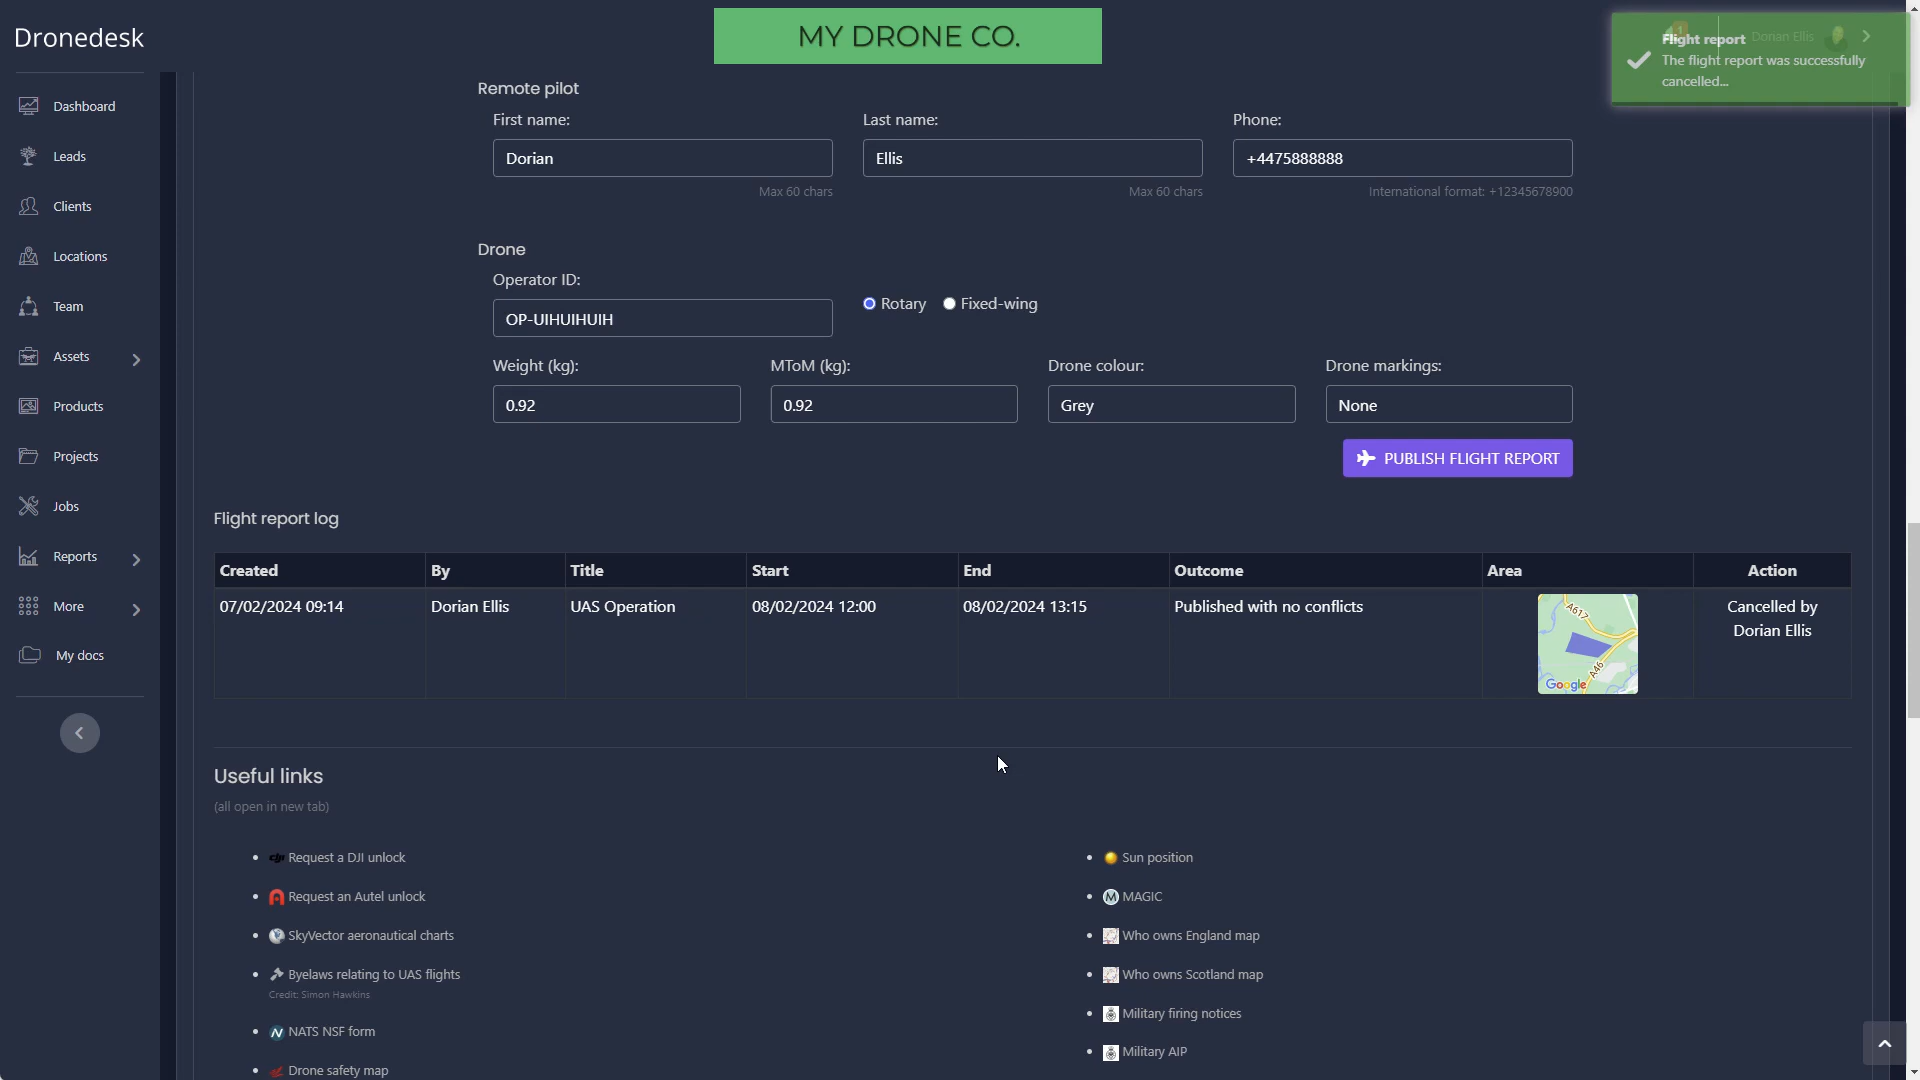 Dronedesk
MY DRONE CO.
1
Dorian Ellis
Flight report
The flight report was successfully
cancelled...
Dashboard
Leads
Clients
Locations
Team
Assets
Products
Projects
Jobs
Reports
More
My docs
Remote pilot
First name:
Last name:
Phone:
Dorian
Ellis
+4475888888
Max 60 chars
Max 60 chars
International format: +12345678900
Drone
Operator ID:
OP-UIHUIHUIH
Rotary
Fixed-wing
Weight (kg):
MToM (kg):
Drone colour:
Drone markings:
0.92
0.92
Grey
None
PUBLISH FLIGHT REPORT
Flight report log
Created By Title Start End Outcome Area Action
07/02/2024 09:14 Dorian Ellis UAS Operation 08/02/2024 12:00 08/02/2024 13:15 Published with no conflicts Cancelled by
Dorian Ellis
A617
A46
Google
Useful links
(all open in new tab)
Request a DJI unlock
Request an Autel unlock
SkyVector aeronautical charts
Byelaws relating to UAS flights
Credit: Simon Hawkins
NATS NSF form
Drone safety map
Sun position
MAGIC
Who owns England map
Who owns Scotland map
Military firing notices
Military AIP